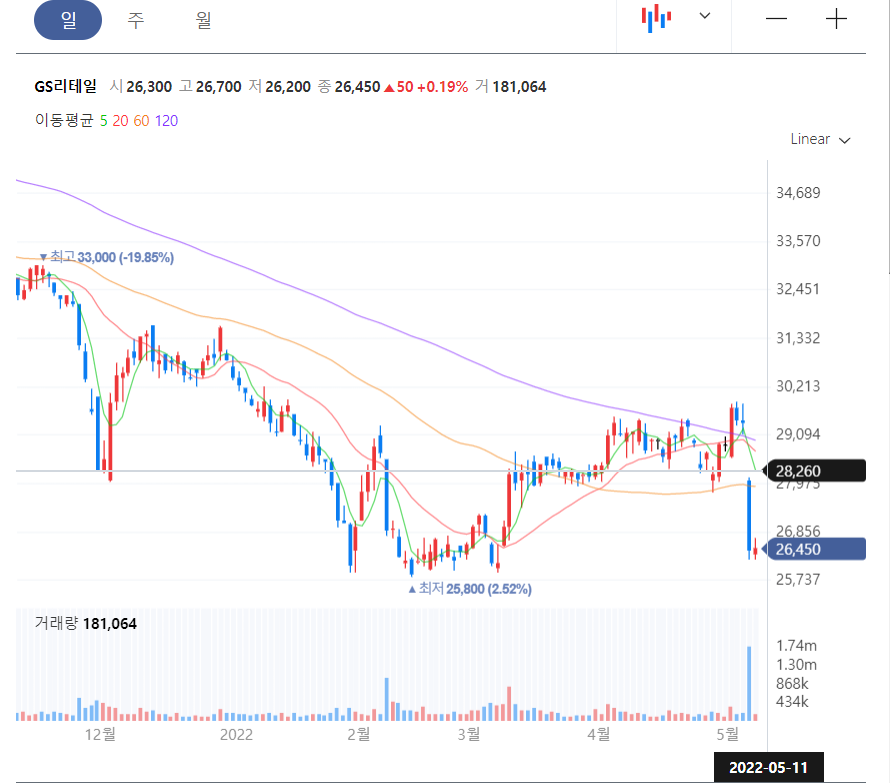 일 주 월
GS리테일 시 26,300 고 26,700 저 26,200 종 26,450 ▲50 +0.19% 거 181,064
이동평균 5 20 60 120
Linear
34,689
33,570
▼최고 33,000 (-19.85%)
32,451
31,332
30,213
29,094
28,260
27,975
26,856
26,450
25,737
▲최저 25,800 (2.52%)
거래량 181,064
1.74m
1.30m
868k
434k
12월 2022 2월 3월 4월 5월
2022-05-11